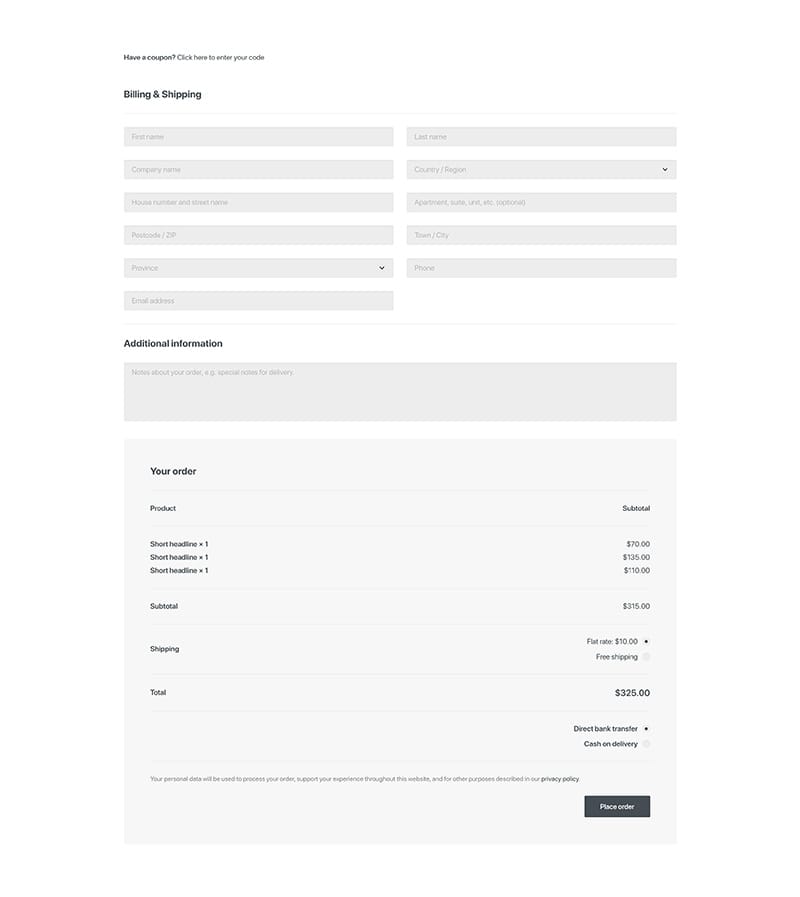 Have a coupon? Click here to enter your code
Billing & Shipping
First name
Last name
Company name
Country / Region
House number and street name
Apartment, suite, unit, etc. (optional)
Postcode / ZIP
Town / City
Province
Phone
Email address
Additional information
Notes about your order, e.g. special notes for delivery.
Your order
Product Subtotal
Short headline × 1 $70.00
Short headline × 1 $135.00
Short headline × 1 $110.00
Subtotal $315.00
Flat rate: $10.00
Shipping
Free shipping
Total $325.00
Direct bank transfer
Cash on delivery
Your personal data will be used to process your order, support your experience throughout this website, and for other purposes described in our privacy policy.
Place order